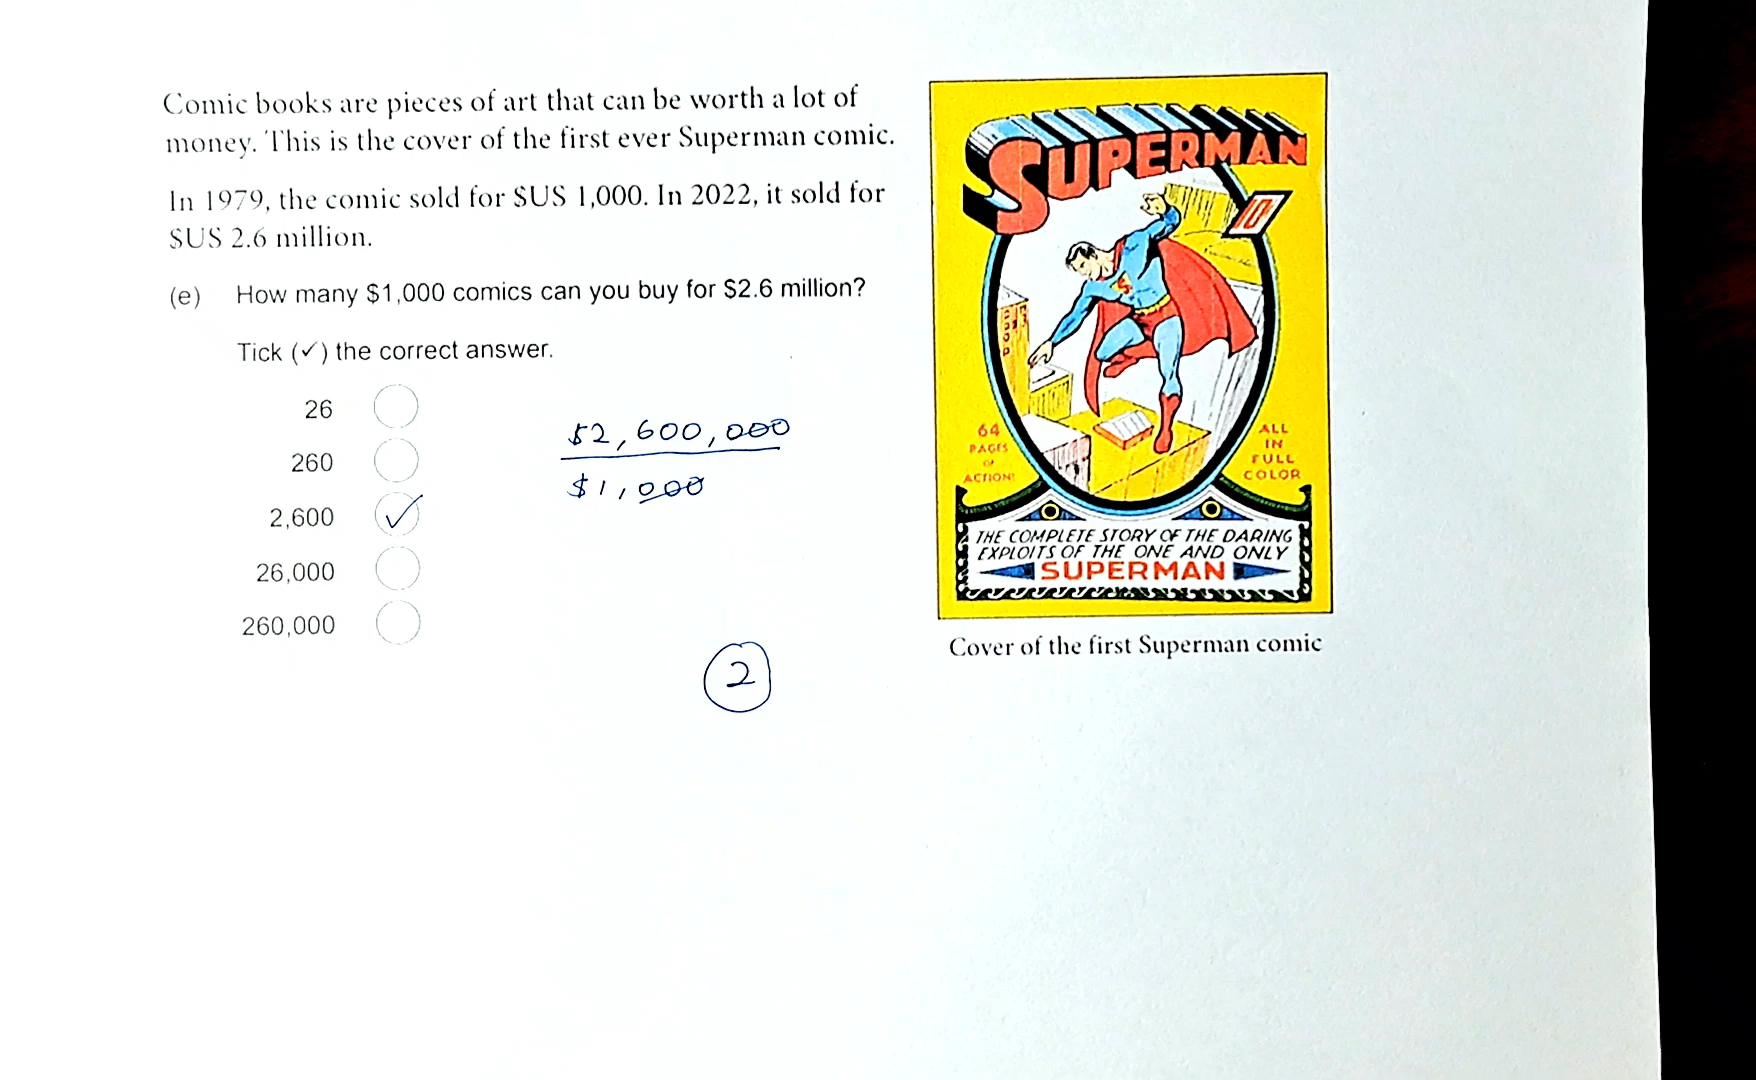 Comic books are pieces of art that can be worth a lot of
money. This is the cover of the first ever Superman comic.
In 1979, the comic sold for $US 1,000. In 2022, it sold for
$US 2.6 million.
(e) How many $1,000 comics can you buy for $2.6 million?
Tick (✓) the correct answer.
26
260
2,600 ✓
26,000
260,000
$2,600,000
$1,000
2
SUPERMAN
10¢
64
PAGES
OF
ACTION!
ALL
IN
FULL
COLOR
THE COMPLETE STORY OF THE DARING
EXPLOITS OF THE ONE AND ONLY
SUPERMAN
Cover of the first Superman comic